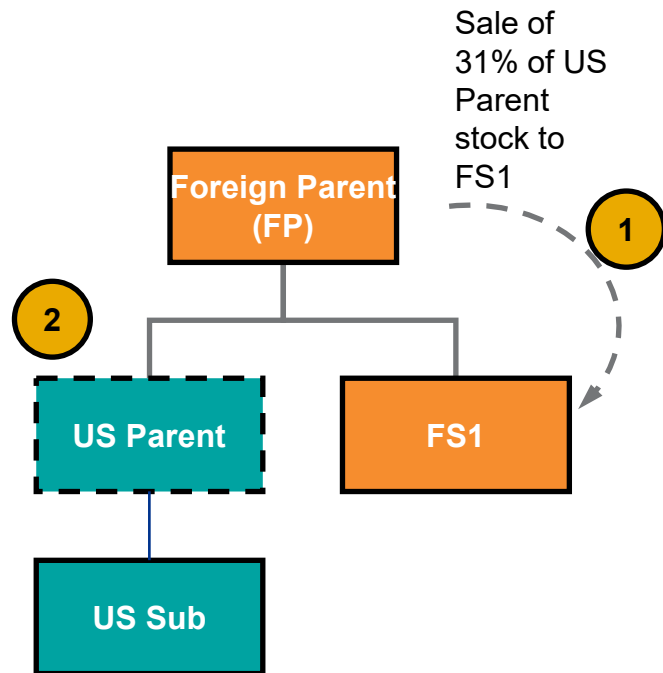 Sale of
31% of US
Parent
stock to
FS1
Foreign Parent
(FP)
1
2
US Parent
FS1
US Sub